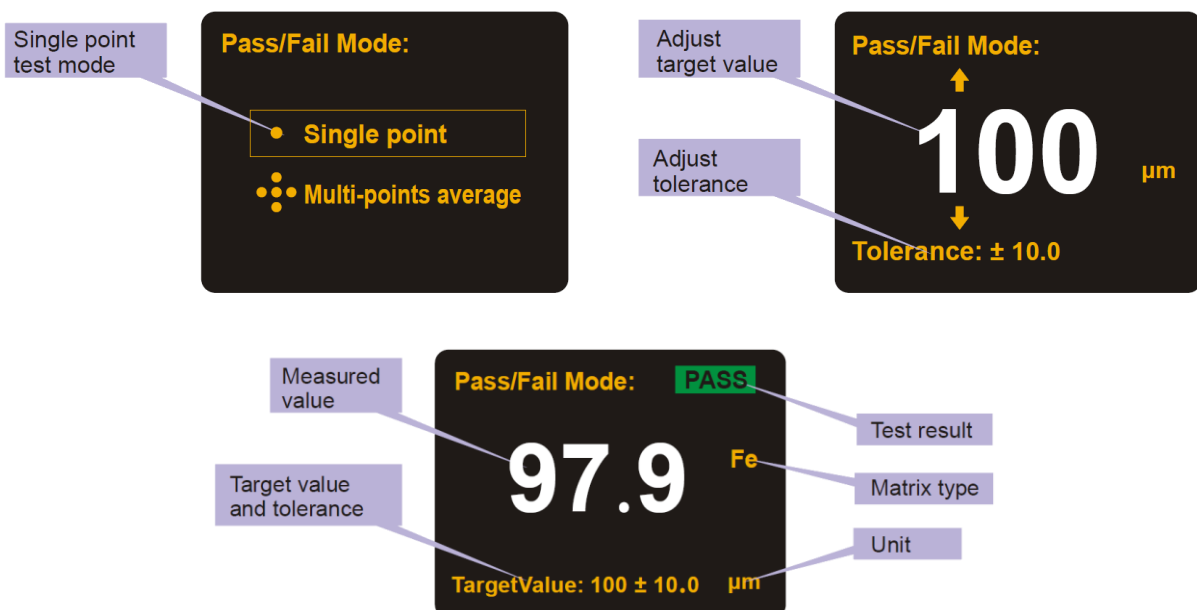 Single point
test mode
Pass/Fail Mode:
Single point
Multi-points average
Adjust
target value
Adjust
tolerance
Pass/Fail Mode:
100
µm
Tolerance: ± 10.0
Measured
value
Target value
and tolerance
Pass/Fail Mode:
PASS
97.9
Fe
TargetValue: 100 ± 10.0
µm
Test result
Matrix type
Unit